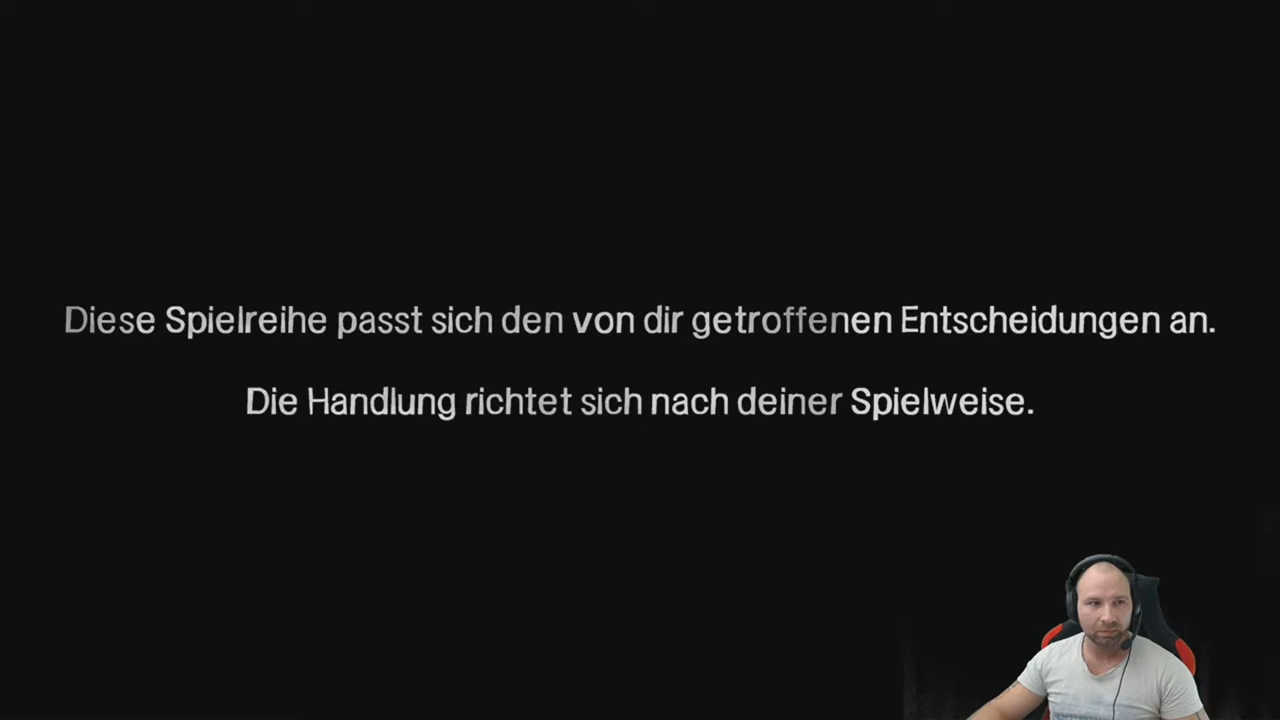 Diese Spielreihe passt sich den von dir getroffenen Entscheidungen an.
Die Handlung richtet sich nach deiner Spielweise.